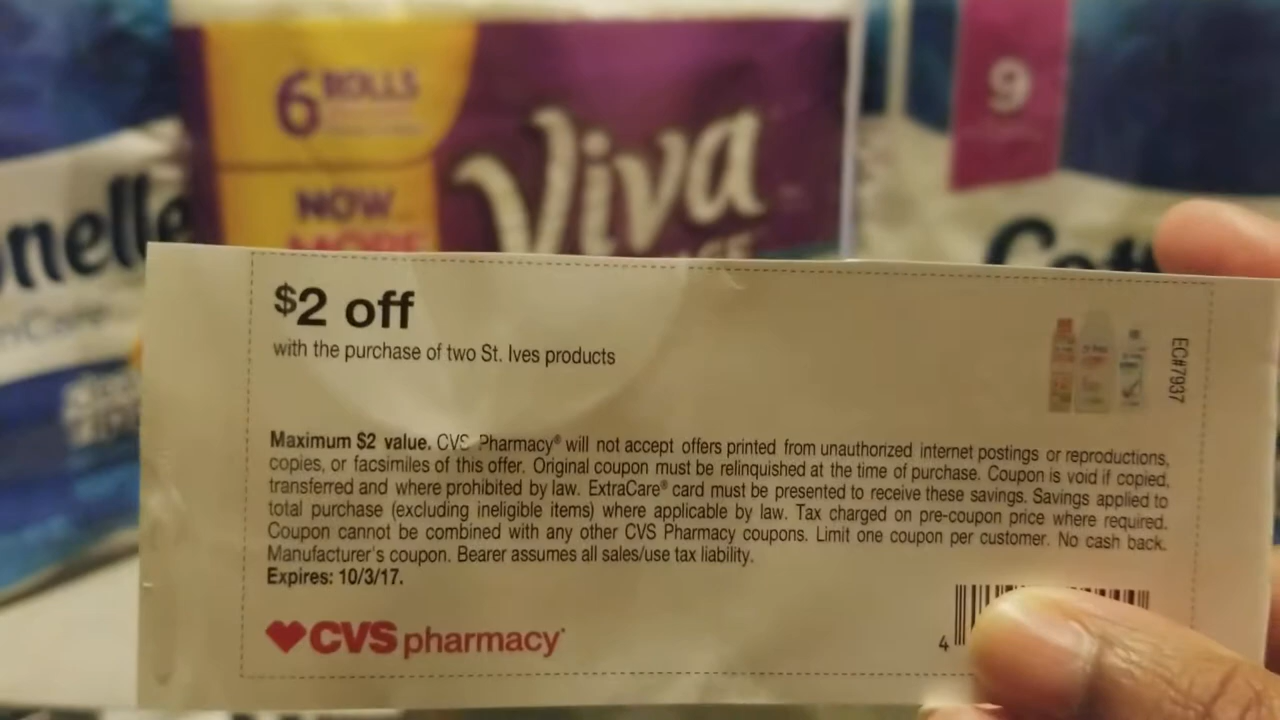 6 ROLLS
NOW
MORE
Viva
9
onelle
Cott
$2 off
with the purchase of two St. Ives products
EC#7937
Maximum $2 value. CVS Pharmacy® will not accept offers printed from unauthorized internet postings or reproductions,
copies, or facsimiles of this offer. Original coupon must be relinquished at the time of purchase. Coupon is void if copied,
transferred and where prohibited by law. ExtraCare® card must be presented to receive these savings. Savings applied to
total purchase (excluding ineligible items) where applicable by law. Tax charged on pre-coupon price where required.
Coupon cannot be combined with any other CVS Pharmacy coupons. Limit one coupon per customer. No cash back.
Manufacturer's coupon. Bearer assumes all sales/use tax liability.
Expires: 10/3/17.
CVS pharmacy
4